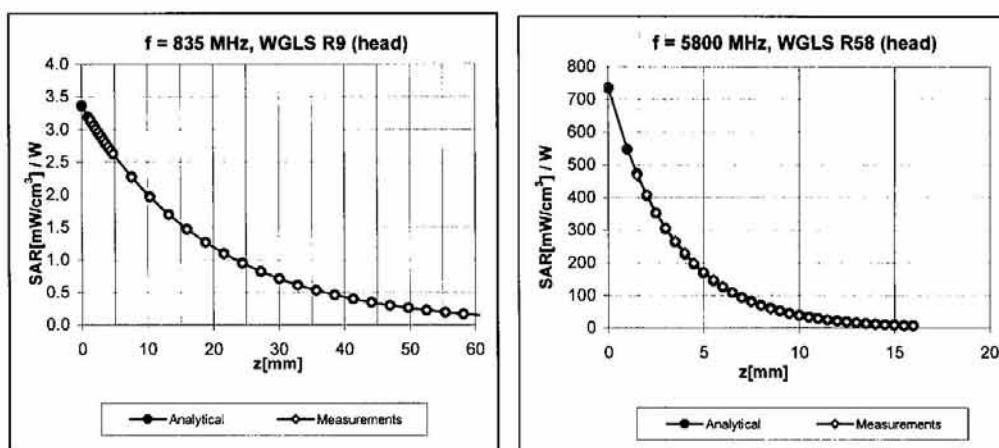 f = 835 MHz, WGLS R9 (head)
4.0
3.5
3.0
2.5
2.0
1.5
1.0
0.5
0.0
SAR[mW/cm³] / W
0 10 20 30 40 50 60
z[mm]
Analytical Measurements
f = 5800 MHz, WGLS R58 (head)
800
700
600
500
400
300
200
100
0
SAR[mW/cm³] / W
0 5 10 15 20
z[mm]
Analytical Measurements